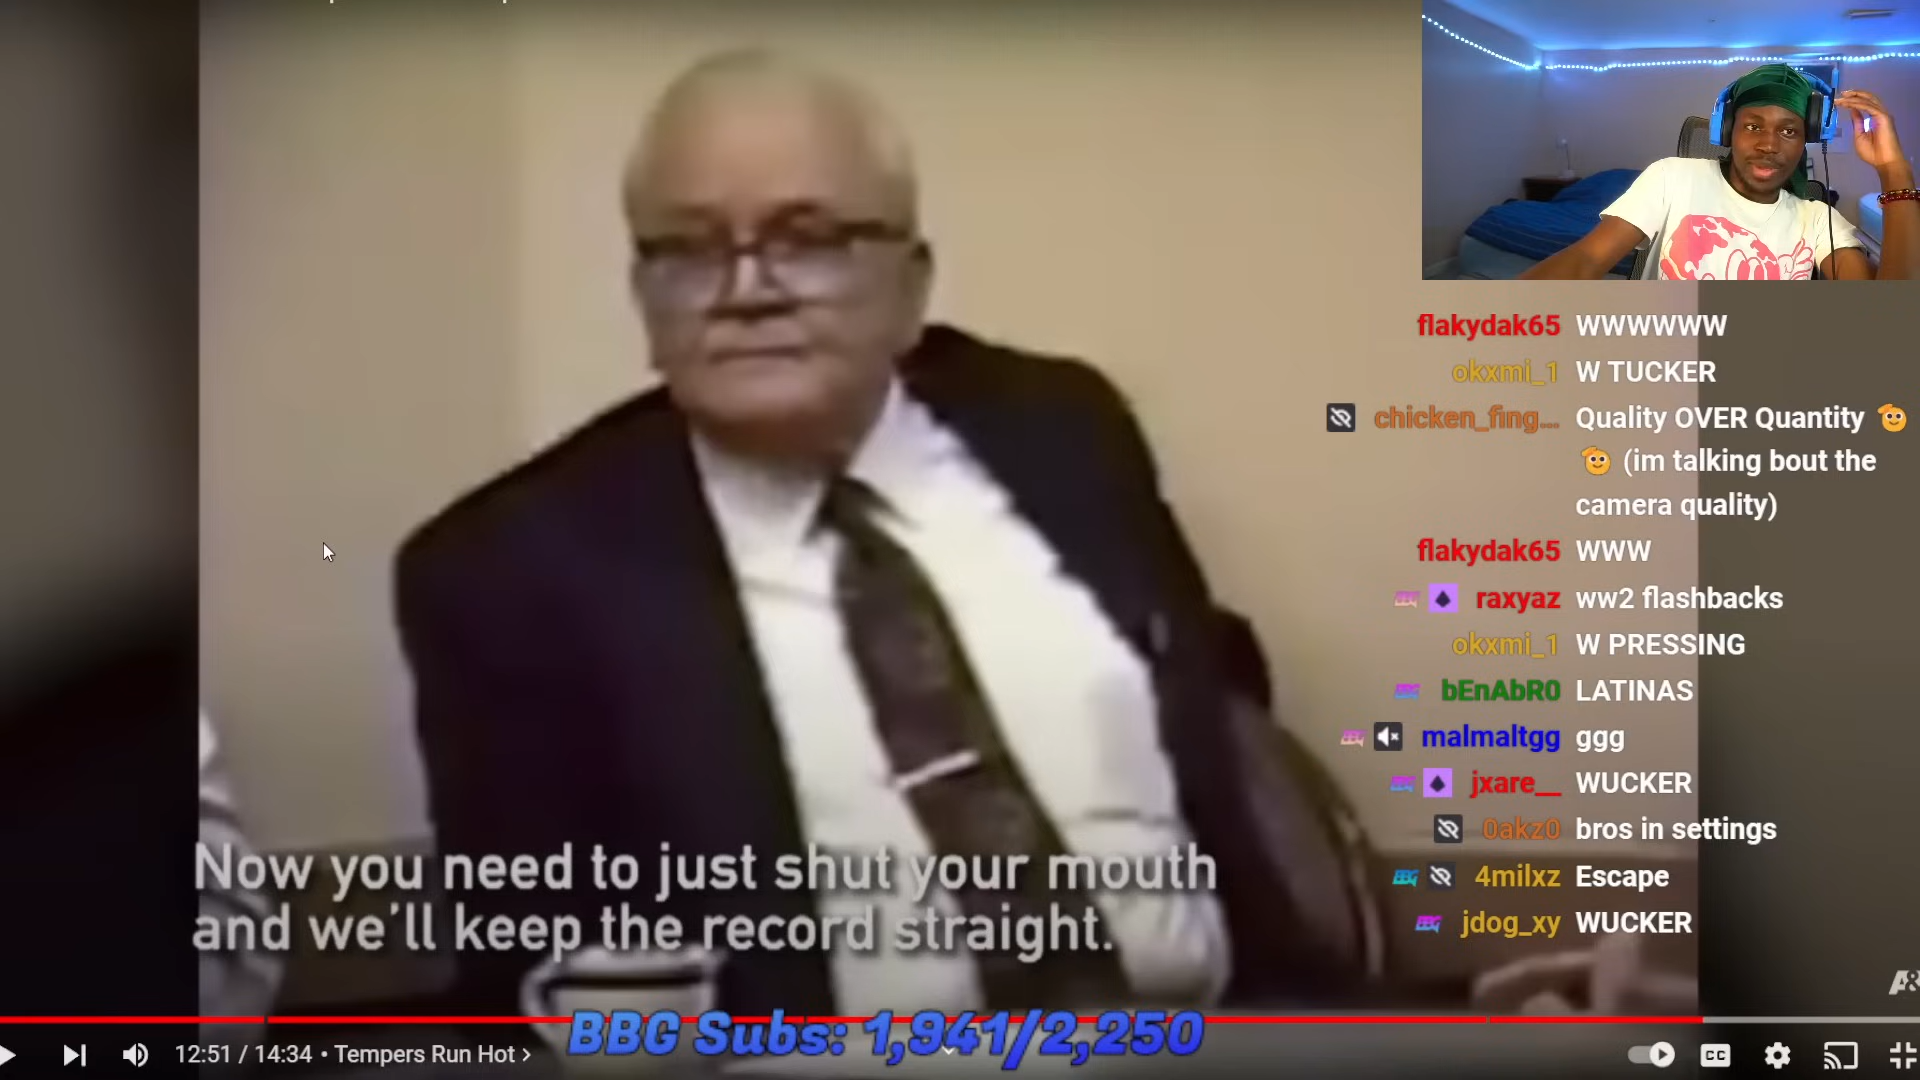 flakydak65 WWWWWW
okxmi_1 W TUCKER
chicken_fing... Quality OVER Quantity
(im talking bout the
camera quality)
flakydak65 WWW
raxyaz ww2 flashbacks
okxmi_1 W PRESSING
bEnAbR0 LATINAS
malmaltgg ggg
jxare__ WUCKER
0akz0 bros in settings
4milxz Escape
jdog_xy WUCKER
Now you need to just shut your mouth
and we'll keep the record straight.
A&
BBG Subs: 1,941/2,250
12:51 / 14:34 • Tempers Run Hot ›
CC